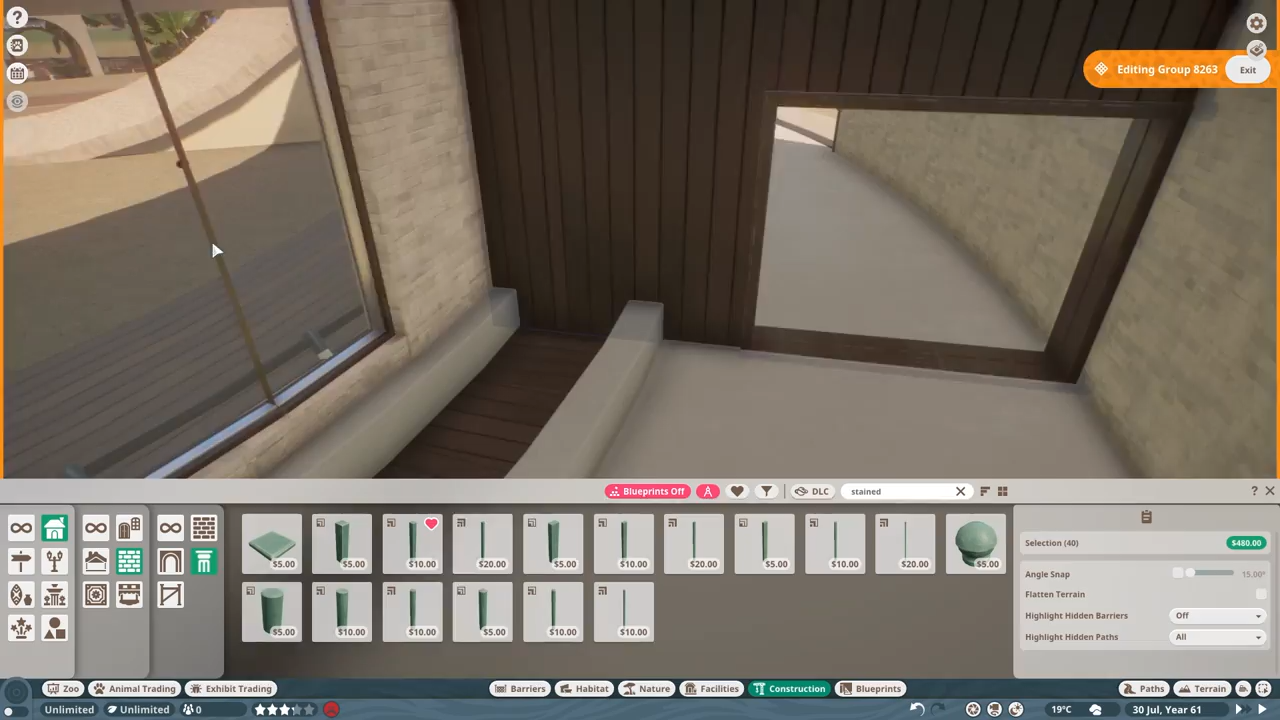 ?
Editing Group 8263
Exit
Blueprints Off
DLC
stained
?
$5.00
$5.00
$10.00
$20.00
$5.00
$10.00
$20.00
$5.00
$10.00
$20.00
$5.00
$5.00
$10.00
$10.00
$5.00
$10.00
$10.00
Selection (40)
$480.00
Angle Snap
15.00°
Flatten Terrain
Highlight Hidden Barriers
Off
Highlight Hidden Paths
All
Zoo
Animal Trading
Exhibit Trading
Barriers
Habitat
Nature
Facilities
Construction
Blueprints
Paths
Terrain
Unlimited
Unlimited
0
19°C
30 Jul, Year 61